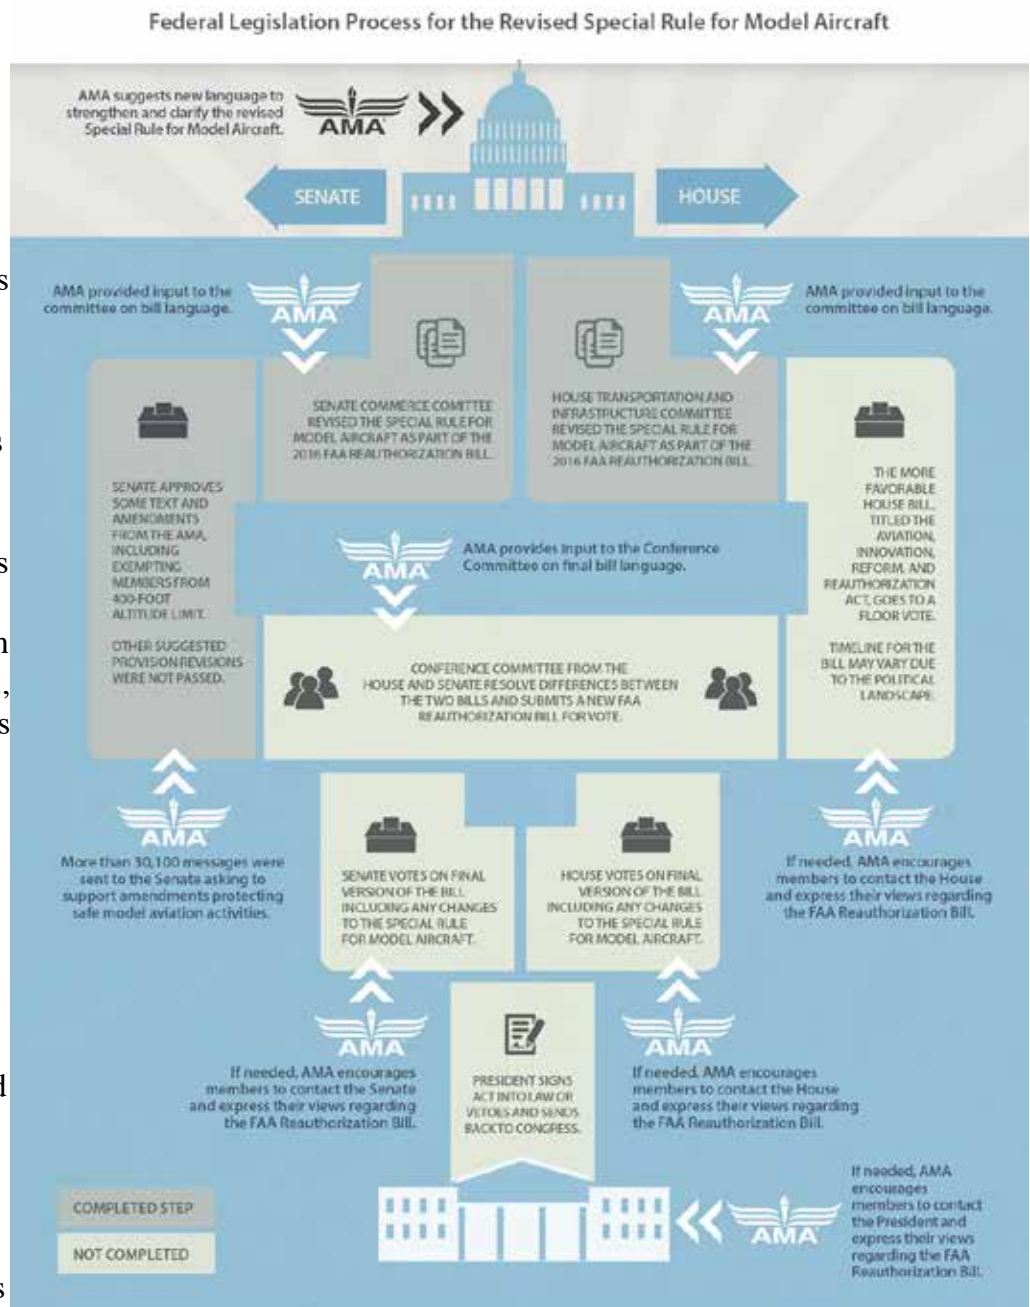 Federal Legislation Process for the Revised Special Rule for Model Aircraft
AMA suggests new language to
strengthen and clarify the revised
Special Rule for Model Aircraft.
AMA
SENATE
HOUSE
AMA provided input to the
committee on bill language.
AMA
AMA
AMA provided input to the
committee on bill language.
SENATE COMMERCE COMITTEE
REVISED THE SPECIAL RULE FOR
MODEL AIRCRAFT AS PART OF THE
2016 FAA REAUTHORIZATION BILL.
HOUSE TRANSPORTATION AND
INFRASTRUCTURE COMMITTEE
REVISED THE SPECIAL RULE FOR
MODEL AIRCRAFT AS PART OF THE
2016 FAA REAUTHORIZATION BILL.
SENATE APPROVES
SOME TEXT AND
AMENDMENTS
FROM THE AMA,
INCLUDING
EXEMPTING
MEMBERS FROM
400-FOOT
ALTITUDE LIMIT.
OTHER SUGGESTED
PROVISION REVISIONS
WERE NOT PASSED.
THE MORE
FAVORABLE
HOUSE BILL,
TITLED THE
AVIATION,
INNOVATION,
REFORM, AND
REAUTHORIZATION
ACT, GOES TO A
FLOOR VOTE.
TIMELINE FOR THE
BILL MAY VARY DUE
TO THE POLITICAL
LANDSCAPE.
AMA
AMA provides input to the Conference
Committee on final bill language.
CONFERENCE COMMITTEE FROM THE
HOUSE AND SENATE RESOLVE DIFFERENCES BETWEEN
THE TWO BILLS AND SUBMITS A NEW FAA
REAUTHORIZATION BILL FOR VOTE.
AMA
More than 30,100 messages were
sent to the Senate asking to
support amendments protecting
safe model aviation activities.
SENATE VOTES ON FINAL
VERSION OF THE BILL
INCLUDING ANY CHANGES
TO THE SPECIAL RULE
FOR MODEL AIRCRAFT.
HOUSE VOTES ON FINAL
VERSION OF THE BILL
INCLUDING ANY CHANGES
TO THE SPECIAL RULE
FOR MODEL AIRCRAFT.
AMA
If needed, AMA encourages
members to contact the House
and express their views regarding
the FAA Reauthorization Bill.
AMA
If needed, AMA encourages
members to contact the Senate
and express their views regarding
the FAA Reauthorization Bill.
PRESIDENT SIGNS
ACT INTO LAW OR
VETOES AND SENDS
BACK TO CONGRESS.
AMA
If needed, AMA encourages
members to contact the House
and express their views regarding
the FAA Reauthorization Bill.
COMPLETED STEP
NOT COMPLETED
AMA
If needed, AMA
encourages
members to contact
the President and
express their views
regarding the FAA
Reauthorization Bill.